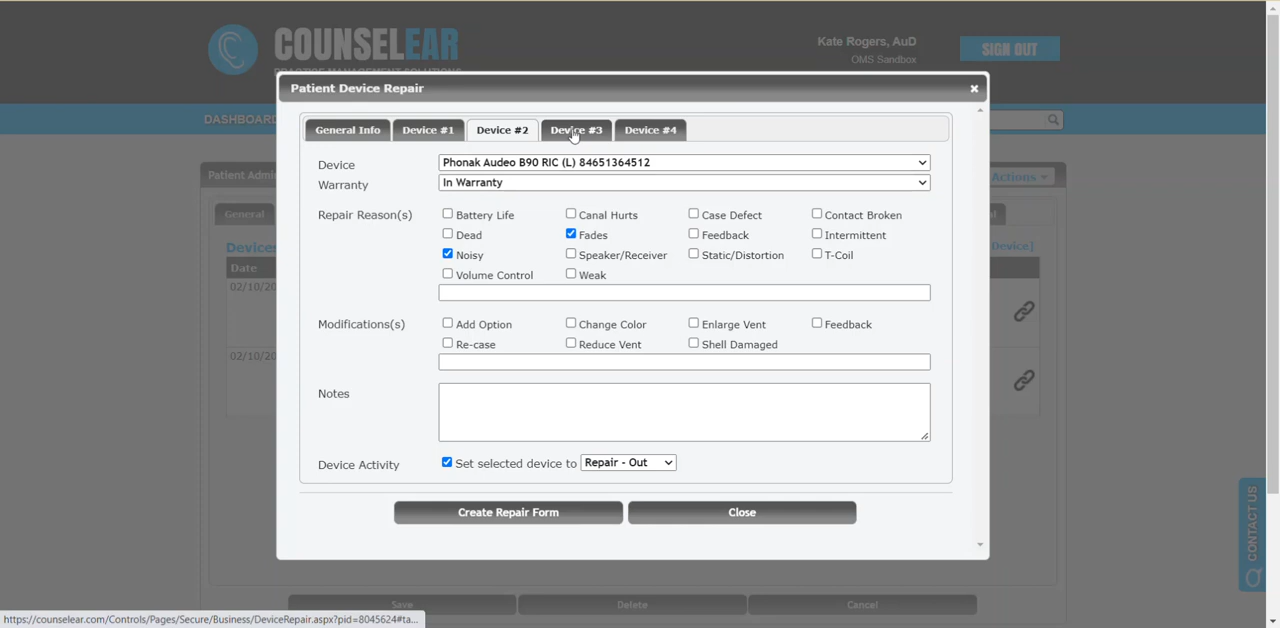 COUNSELEAR
Kate Rogers, AuD
SIGN OUT
OMS Sandbox
Patient Device Repair
DASHBOARD
General Info Device #1 Device #2 Device #3 Device #4
Device Phonak Audeo B90 RIC (L) 84651364512
Warranty In Warranty
Patient Admin
Actions
Repair Reason(s) Battery Life Canal Hurts Case Defect Contact Broken
General
Dead Fades Feedback Intermittent
Devices Device]
Noisy Speaker/Receiver Static/Distortion T-Coil
Date
Volume Control Weak
02/10/20
Modifications(s) Add Option Change Color Enlarge Vent Feedback
Re-case Reduce Vent Shell Damaged
02/10/20
Notes
Device Activity Set selected device to Repair - Out
Create Repair Form Close
CONTACT US
Save Delete Cancel
https://counselear.com/Controls/Pages/Secure/Business/DeviceRepair.aspx?pid=8045624#ta...